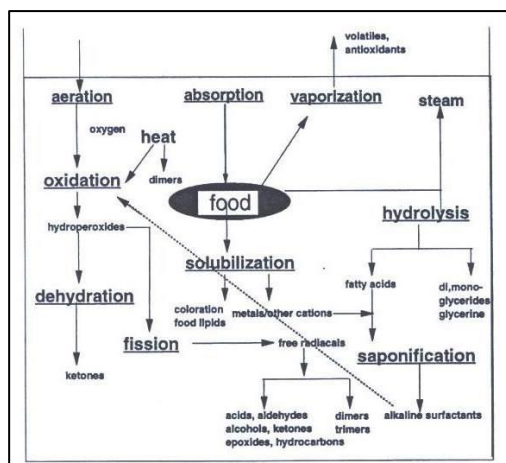 volatiles,
antioxidants
aeration
absorption
vaporization
steam
oxygen
heat
oxidation
dimers
food
hydrolysis
hydroperoxides
solubilization
fatty acids
di,mono-
glycerides
glycerine
dehydration
coloration
food lipids
metals/other cations
fission
free radiacals
saponification
ketones
acids, aldehydes
alcohols, ketones
epoxides, hydrocarbons
dimers
trimers
alkaline surfactants